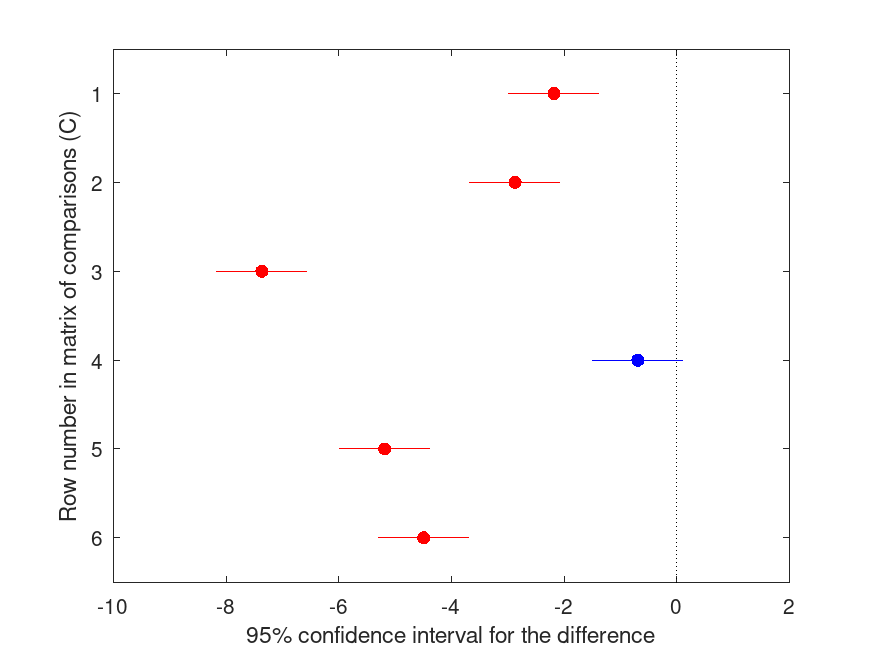 Row number in matrix of comparisons (C)
1
2
3
4
5
6
-10 -8 -6 -4 -2 0 2
95% confidence interval for the difference